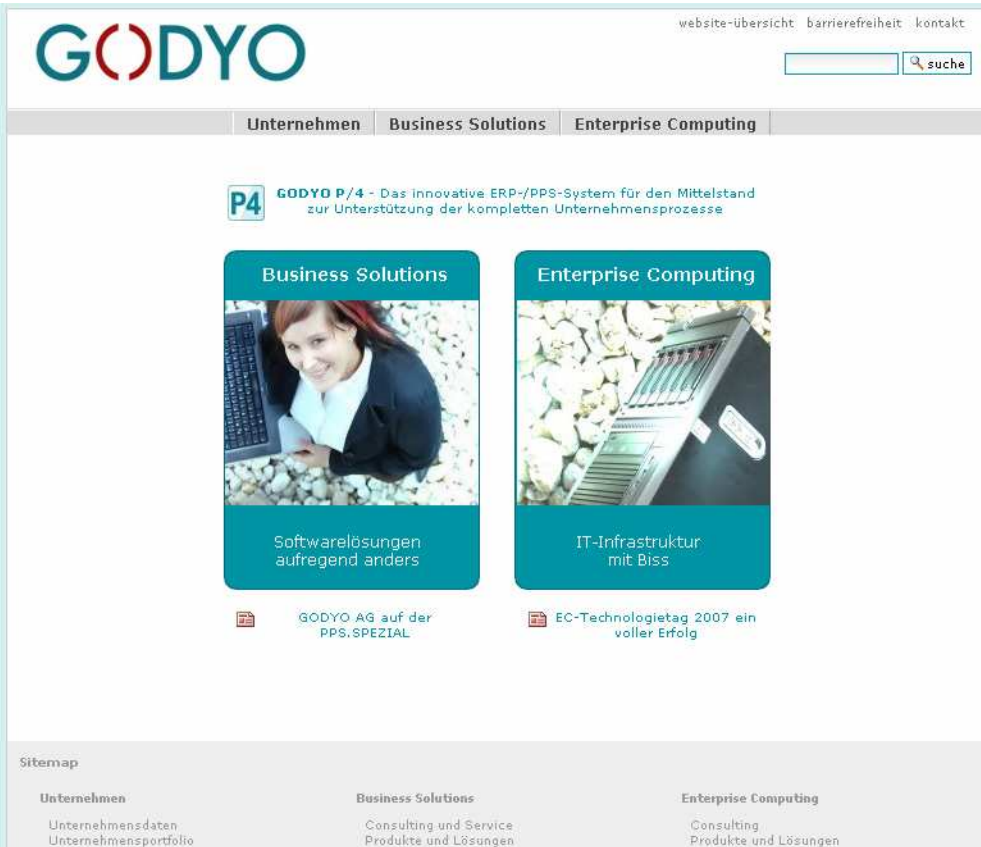 GODYO
website-übersicht barrierefreiheit kontakt
suche
Unternehmen Business Solutions Enterprise Computing
P4
GODYO P/4 - Das innovative ERP-/PPS-System für den Mittelstand
zur Unterstützung der kompletten Unternehmensprozesse
Business Solutions
Softwarelösungen
aufregend anders
Enterprise Computing
IT-Infrastruktur
mit Biss
GODYO AG auf der
PPS.SPEZIAL
EC-Technologietag 2007 ein
voller Erfolg
Sitemap
Unternehmen
Unternehmensdaten
Unternehmensportfolio
Business Solutions
Consulting und Service
Produkte und Lösungen
Enterprise Computing
Consulting
Produkte und Lösungen